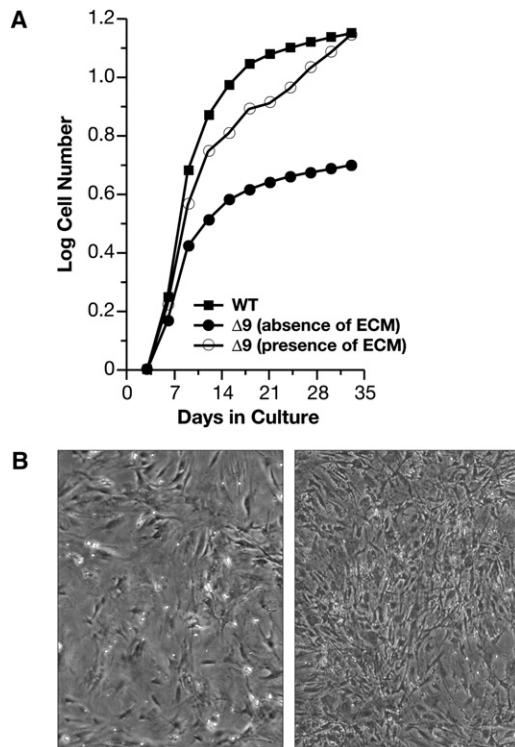 A
Log Cell Number
1.2
1.0
0.8
0.6
0.4
0.2
0
WT
Δ9 (absence of ECM)
Δ9 (presence of ECM)
0 7 14 21 28 35
Days in Culture
B